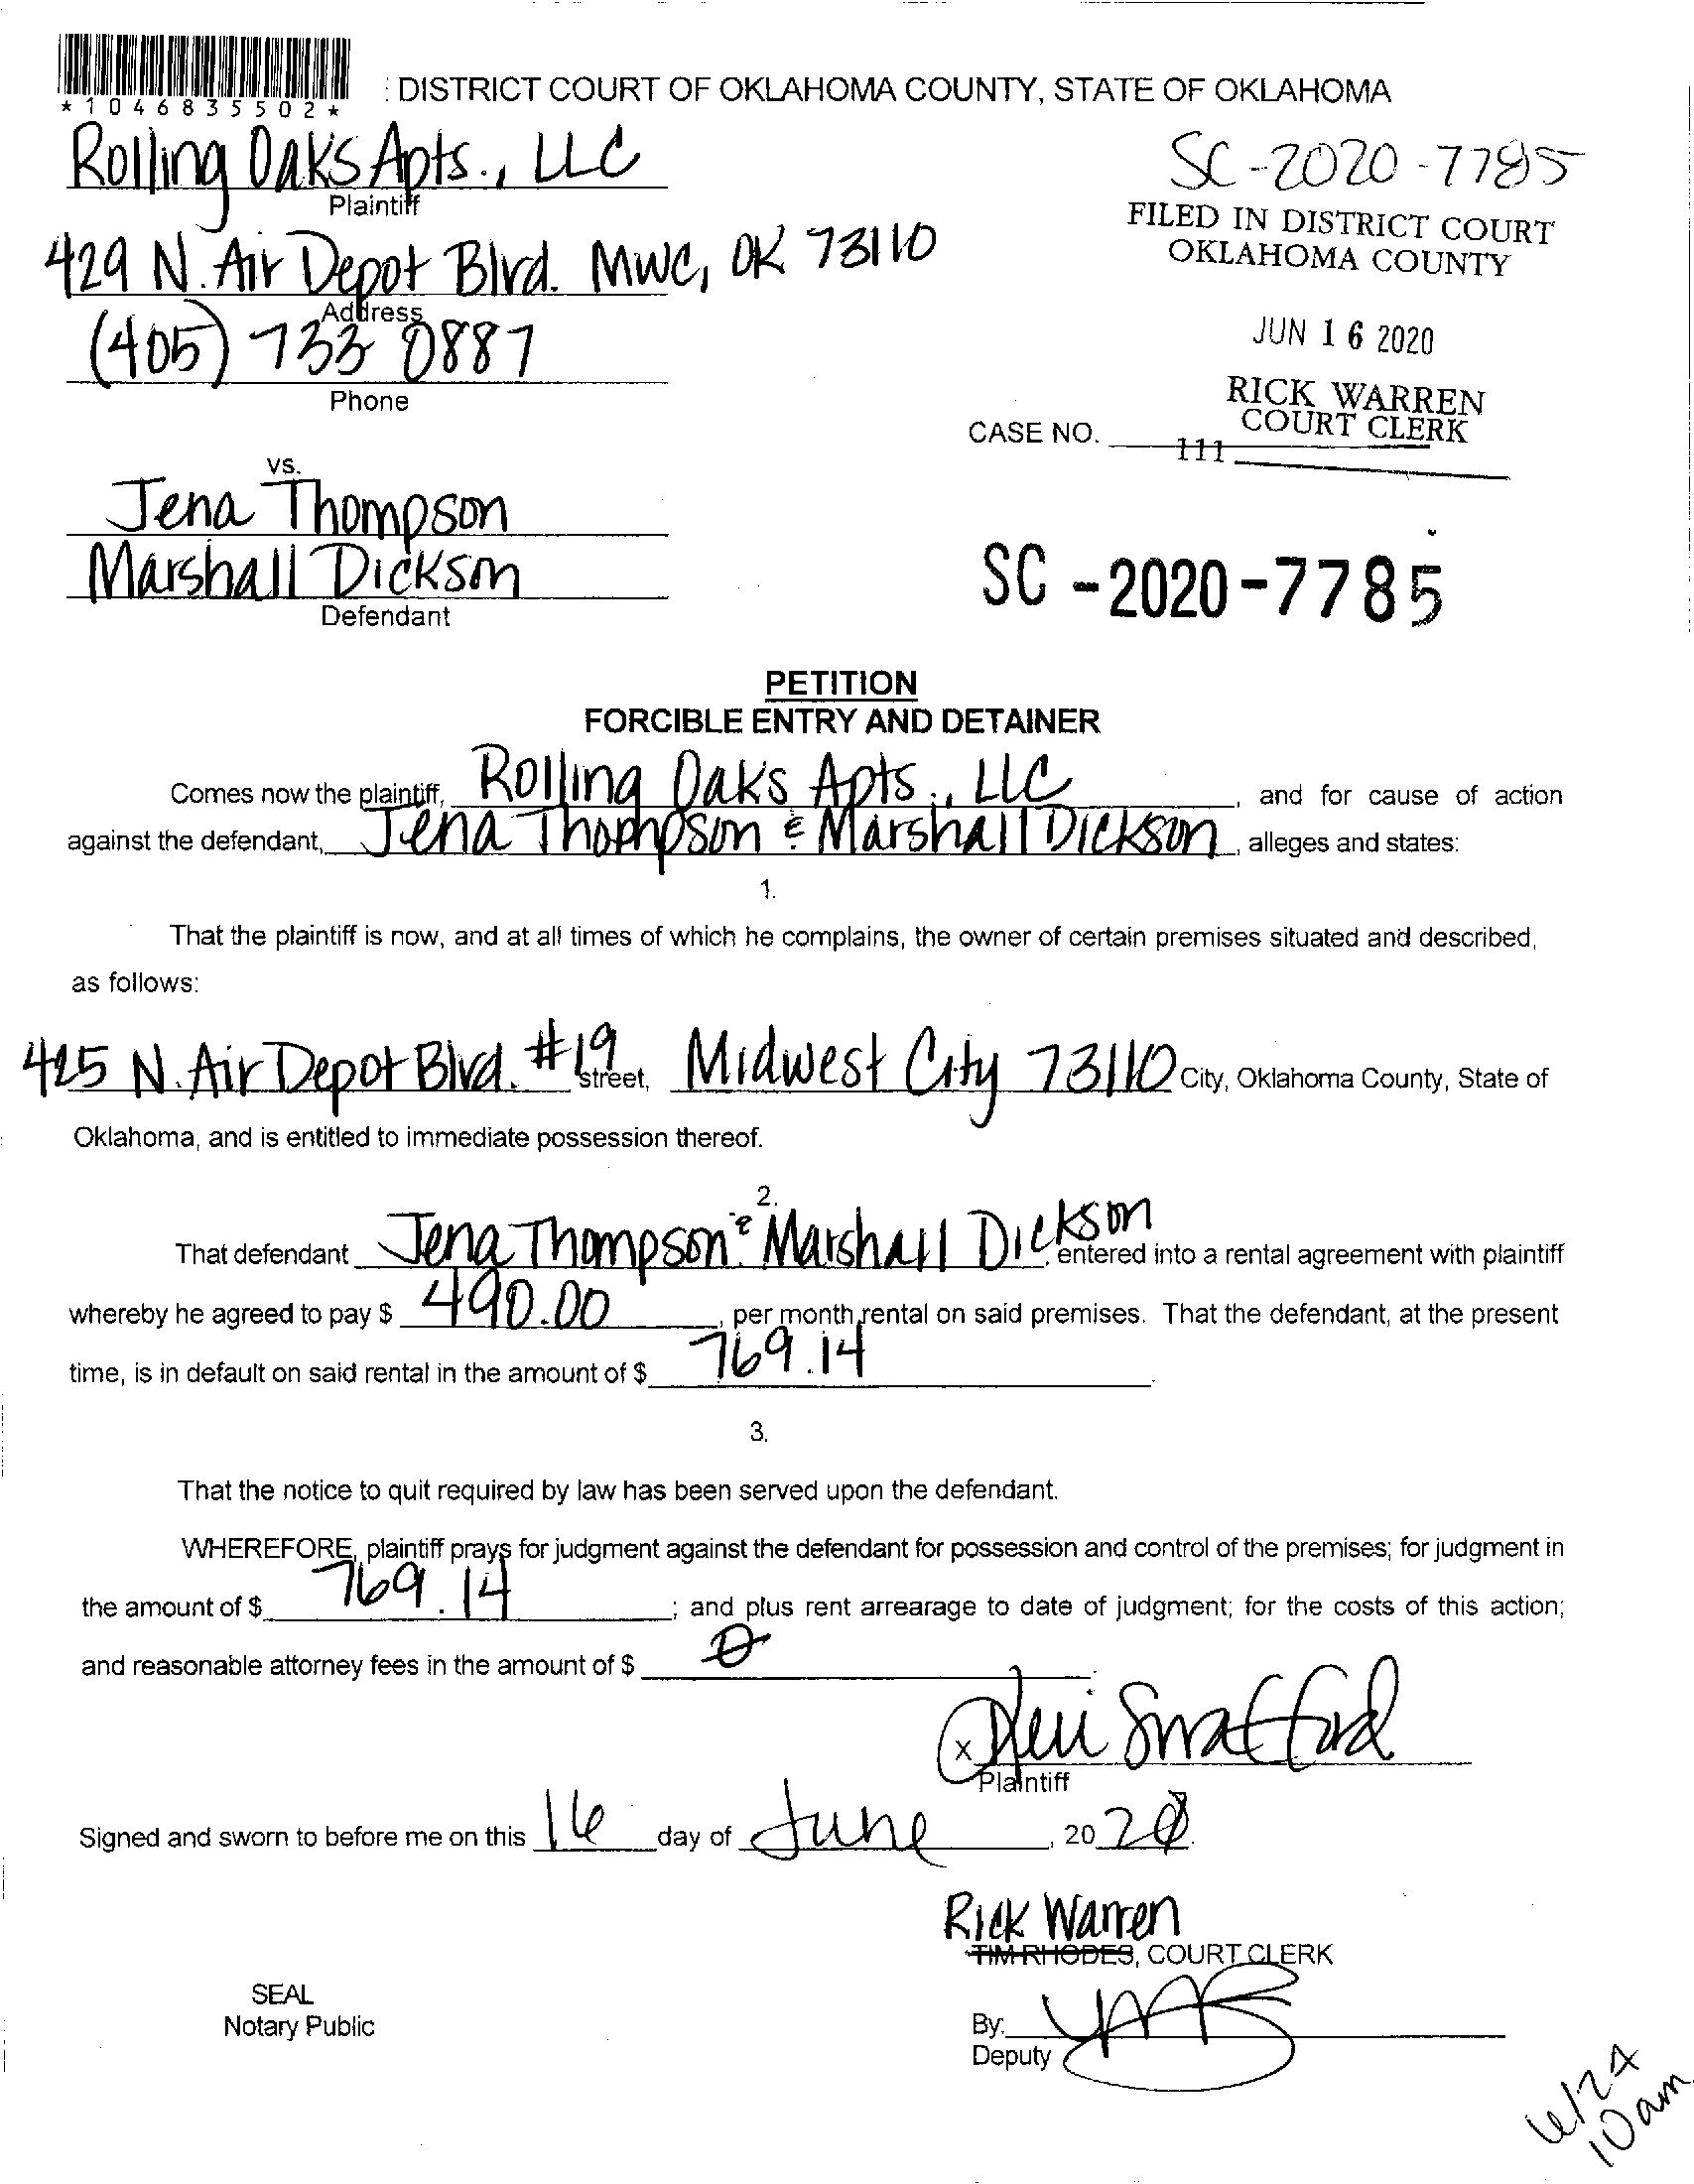 *1046835502*
: DISTRICT COURT OF OKLAHOMA COUNTY, STATE OF OKLAHOMA
Rolling Oaks Apts., LLC
Plaintiff
SC-2020-7785
FILED IN DISTRICT COURT
OKLAHOMA COUNTY
429 N. Air Depot Blvd. MWC, OK 73110
Address
JUN 16 2020
(405) 733 0887
Phone
RICK WARREN
COURT CLERK
CASE NO.
111
vs.
Jena Thompson
Marshall Dickson
Defendant
SC -2020-7785
PETITION
FORCIBLE ENTRY AND DETAINER
Comes now the plaintiff, Rolling Oaks Apts., LLC, and for cause of action
against the defendant, Jena Thompson & Marshall Dickson, alleges and states:
1.
That the plaintiff is now, and at all times of which he complains, the owner of certain premises situated and described,
as follows:
425 N. Air Depot Blvd. #19 street, Midwest City 73110 City, Oklahoma County, State of
Oklahoma, and is entitled to immediate possession thereof.
2.
That defendant Jena Thompson & Marshall Dickson, entered into a rental agreement with plaintiff
whereby he agreed to pay $ 490.00, per month rental on said premises. That the defendant, at the present
time, is in default on said rental in the amount of $ 769.14.
3.
That the notice to quit required by law has been served upon the defendant.
WHEREFORE, plaintiff prays for judgment against the defendant for possession and control of the premises; for judgment in
the amount of $ 769.14; and plus rent arrearage to date of judgment; for the costs of this action;
and reasonable attorney fees in the amount of $ 0
x
Plaintiff
Signed and sworn to before me on this 16 day of June, 2020.
Rick Warren
TIM RHODES, COURT CLERK
SEAL
Notary Public
By:
Deputy
6/24
10am